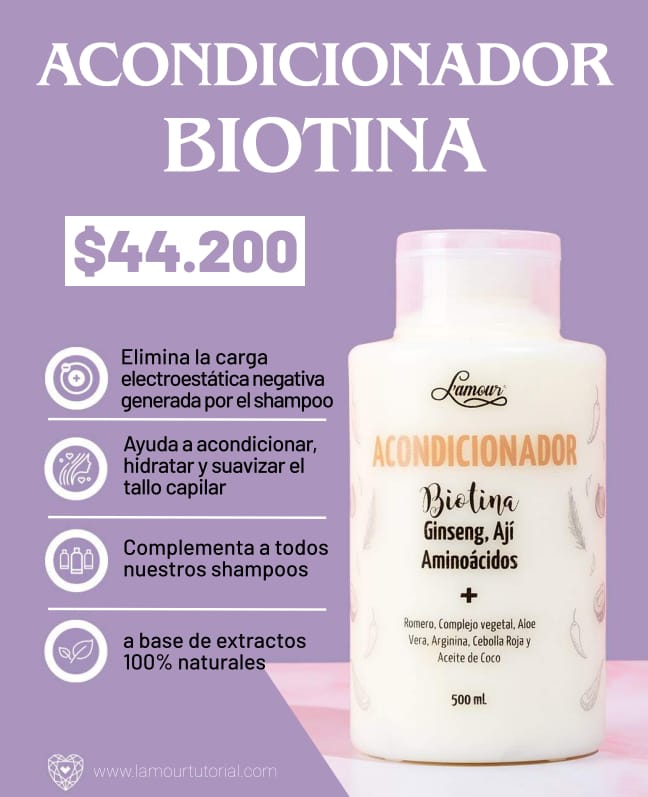 ACONDICIONADOR
BIOTINA
$44.200
Elimina la carga
electroestática negativa
generada por el shampoo
Ayuda a acondicionar,
hidratar y suavizar el
tallo capilar
Complementa a todos
nuestros shampoos
a base de extractos
100% naturales
www.lamourtutorial.com
L'amour
ACONDICIONADOR
Biotina
Ginseng, Ají
Aminoácidos
+
Romero, Complejo vegetal, Aloe
Vera, Arginina, Cebolla Roja y
Aceite de Coco
500 mL